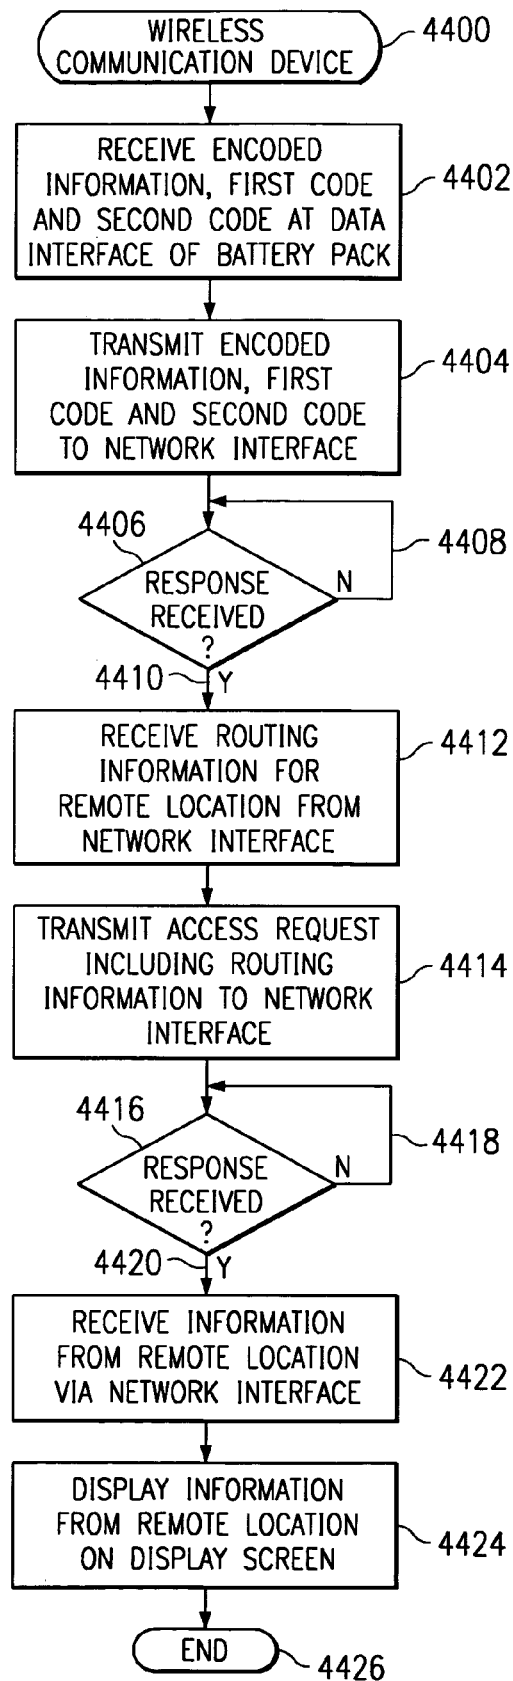 WIRELESS
COMMUNICATION DEVICE
4400
RECEIVE ENCODED
INFORMATION, FIRST CODE
AND SECOND CODE AT DATA
INTERFACE OF BATTERY PACK
4402
TRANSMIT ENCODED
INFORMATION, FIRST
CODE AND SECOND CODE
TO NETWORK INTERFACE
4404
4406
RESPONSE
RECEIVED
?
N
4408
4410
Y
RECEIVE ROUTING
INFORMATION FOR
REMOTE LOCATION FROM
NETWORK INTERFACE
4412
TRANSMIT ACCESS REQUEST
INCLUDING ROUTING
INFORMATION TO NETWORK
INTERFACE
4414
4416
RESPONSE
RECEIVED
?
N
4418
4420
Y
RECEIVE INFORMATION
FROM REMOTE LOCATION
VIA NETWORK INTERFACE
4422
DISPLAY INFORMATION
FROM REMOTE LOCATION
ON DISPLAY SCREEN
4424
END
4426